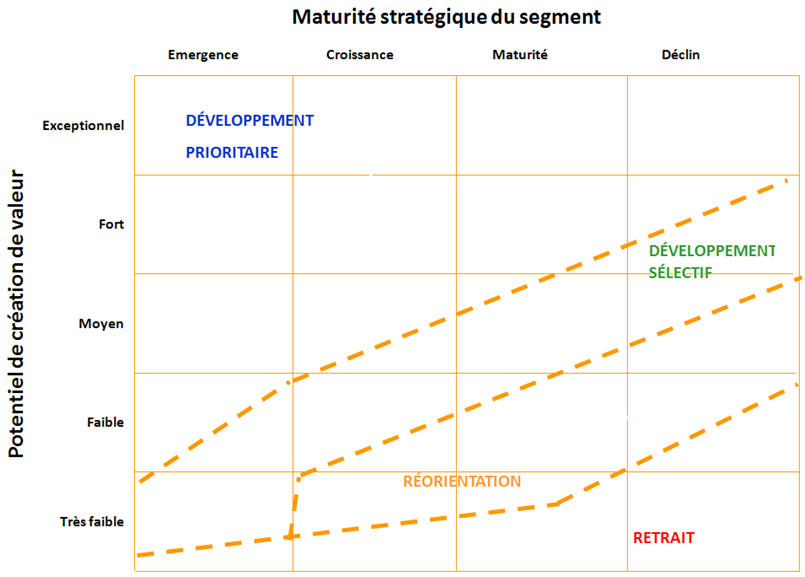 Maturité stratégique du segment
Emergence
Croissance
Maturité
Déclin
Potentiel de création de valeur
Exceptionnel
DÉVELOPPEMENT
PRIORITAIRE
Fort
DÉVELOPPEMENT
SÉLECTIF
Moyen
Faible
RÉORIENTATION
Très faible
RETRAIT